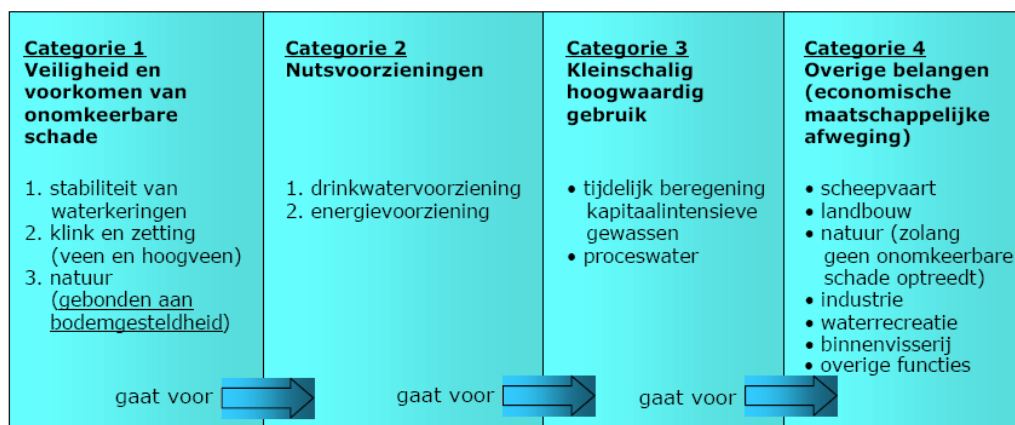 Categorie 1
Veiligheid en
voorkomen van
onomkeerbare
schade
1. stabiliteit van
waterkeringen
2. klink en zetting
(veen en hoogveen)
3. natuur
(gebonden aan
bodemgesteldheid)
gaat voor
Categorie 2
Nutsvoorzieningen
1. drinkwatervoorziening
2. energievoorziening
gaat voor
Categorie 3
Kleinschalig
hoogwaardig
gebruik
• tijdelijk beregening
kapitaalintensieve
gewassen
• proceswater
gaat voor
Categorie 4
Overige belangen
(economische
maatschappelijke
afweging)
• scheepvaart
• landbouw
• natuur (zolang
geen onomkeerbare
schade optreedt)
• industrie
• waterrecreatie
• binnenvisserij
• overige functies